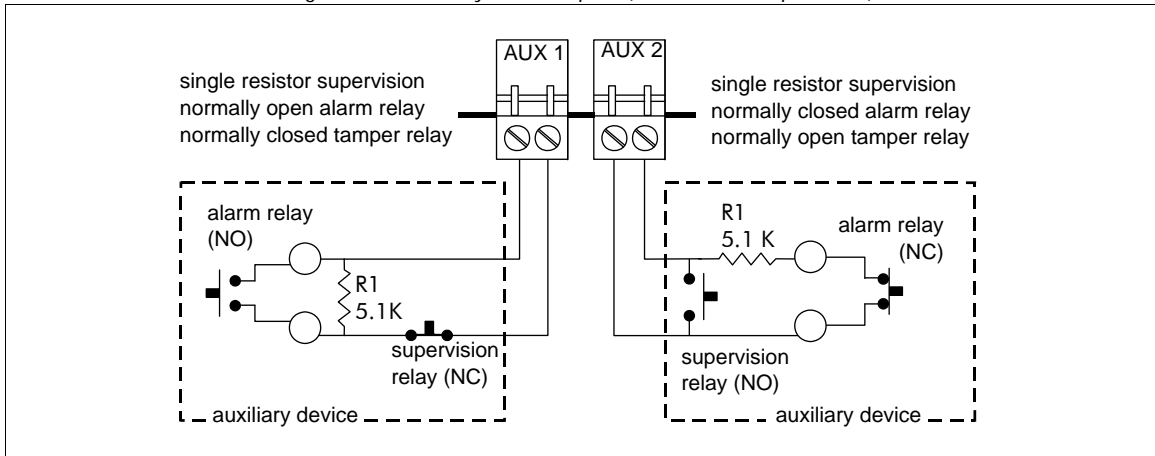 AUX 1
AUX 2
single resistor supervision
normally open alarm relay
normally closed tamper relay
single resistor supervision
normally closed alarm relay
normally open tamper relay
alarm relay
(NO)
R1
5.1K
supervision
relay (NC)
auxiliary device
R1
5.1 K
alarm relay
(NC)
supervision
relay (NO)
auxiliary device